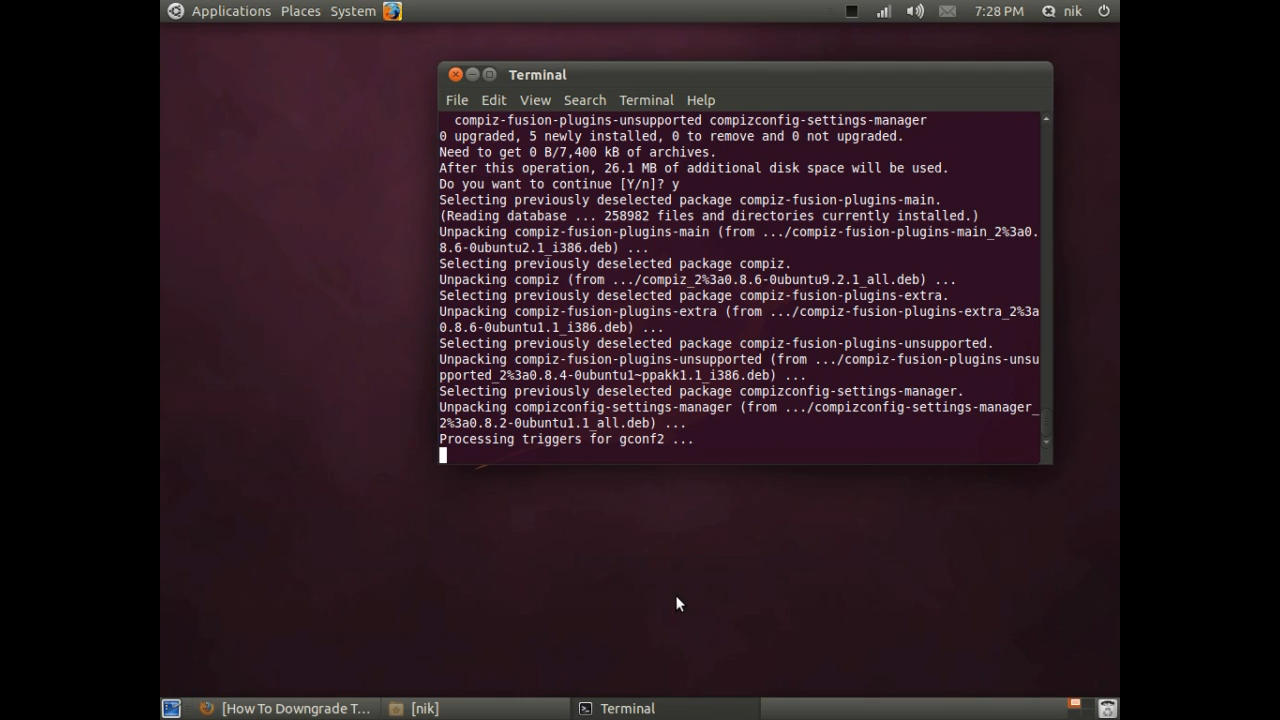 Applications Places System 7:28 PM nik
Terminal
File Edit View Search Terminal Help
compiz-fusion-plugins-unsupported compizconfig-settings-manager
0 upgraded, 5 newly installed, 0 to remove and 0 not upgraded.
Need to get 0 B/7,400 kB of archives.
After this operation, 26.1 MB of additional disk space will be used.
Do you want to continue [Y/n]? y
Selecting previously deselected package compiz-fusion-plugins-main.
(Reading database ... 258982 files and directories currently installed.)
Unpacking compiz-fusion-plugins-main (from .../compiz-fusion-plugins-main_2%3a0.
8.6-0ubuntu2.1_i386.deb) ...
Selecting previously deselected package compiz.
Unpacking compiz (from .../compiz_2%3a0.8.6-0ubuntu9.2.1_all.deb) ...
Selecting previously deselected package compiz-fusion-plugins-extra.
Unpacking compiz-fusion-plugins-extra (from .../compiz-fusion-plugins-extra_2%3a
0.8.6-0ubuntu1.1_i386.deb) ...
Selecting previously deselected package compiz-fusion-plugins-unsupported.
Unpacking compiz-fusion-plugins-unsupported (from .../compiz-fusion-plugins-unsu
pported_2%3a0.8.4-0ubuntu1~ppakk1.1_i386.deb) ...
Selecting previously deselected package compizconfig-settings-manager.
Unpacking compizconfig-settings-manager (from .../compizconfig-settings-manager_
2%3a0.8.2-0ubuntu1.1_all.deb) ...
Processing triggers for gconf2 ...
[How To Downgrade T... [nik] Terminal